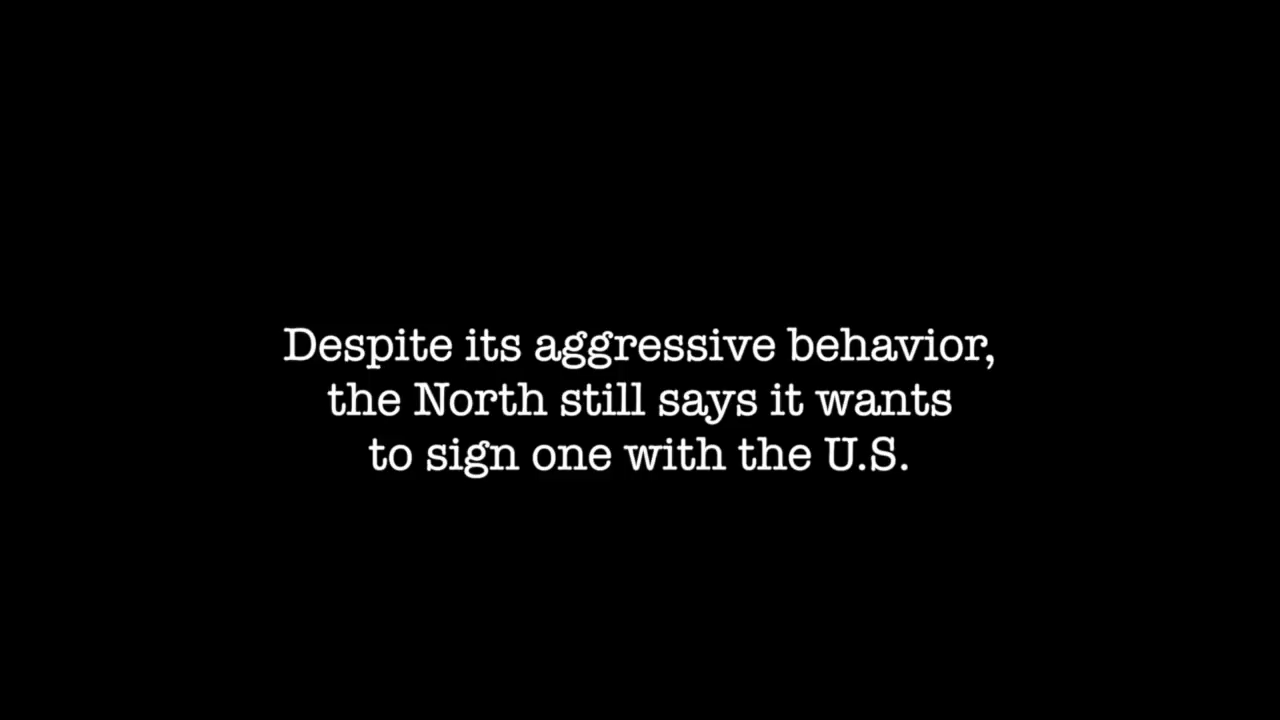 Despite its aggressive behavior,
the North still says it wants
to sign one with the U.S.